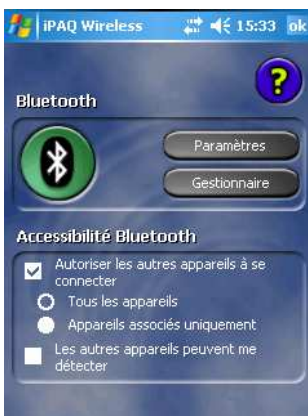 iPAQ Wireless 15:33 ok
?
Bluetooth
Paramètres
Gestionnaire
Accessibilité Bluetooth
Autoriser les autres appareils à se
connecter
Tous les appareils
Appareils associés uniquement
Les autres appareils peuvent me
détecter